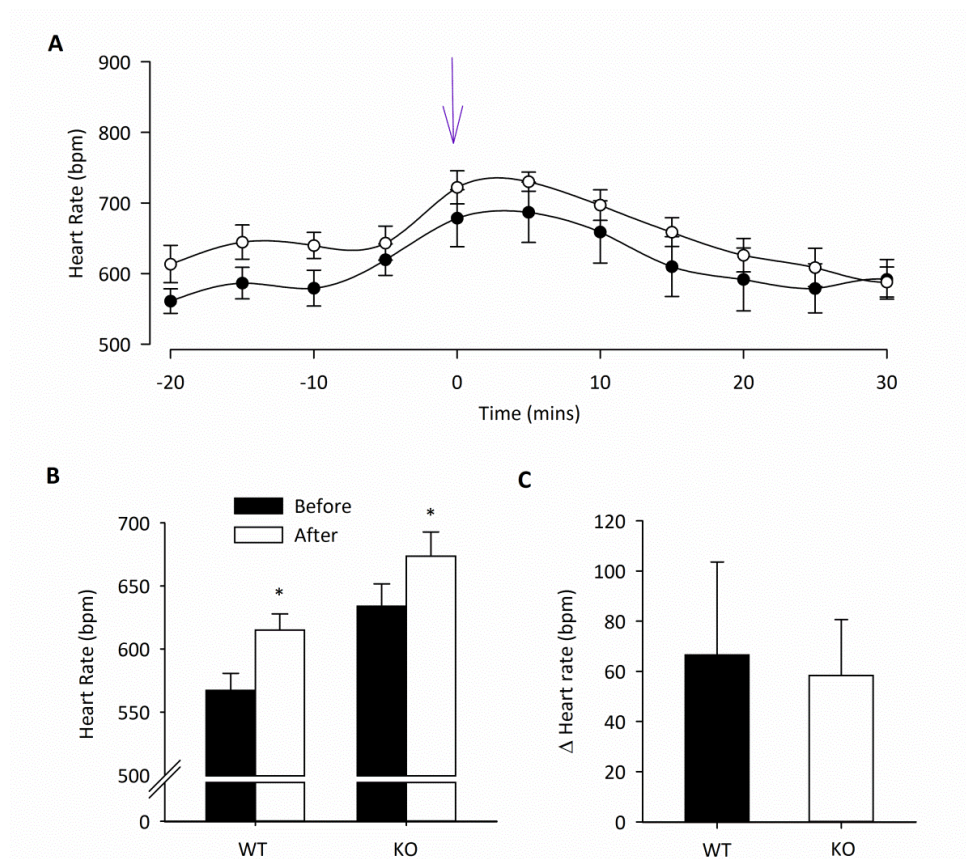 A
900
800
700
600
500
Heart Rate (bpm)
-20 -10 0 10 20 30
Time (mins)
B
Before
After
700
650
600
550
500
0
Heart Rate (bpm)
*
*
WT KO
C
120
100
80
60
40
20
0
Δ Heart rate (bpm)
WT KO